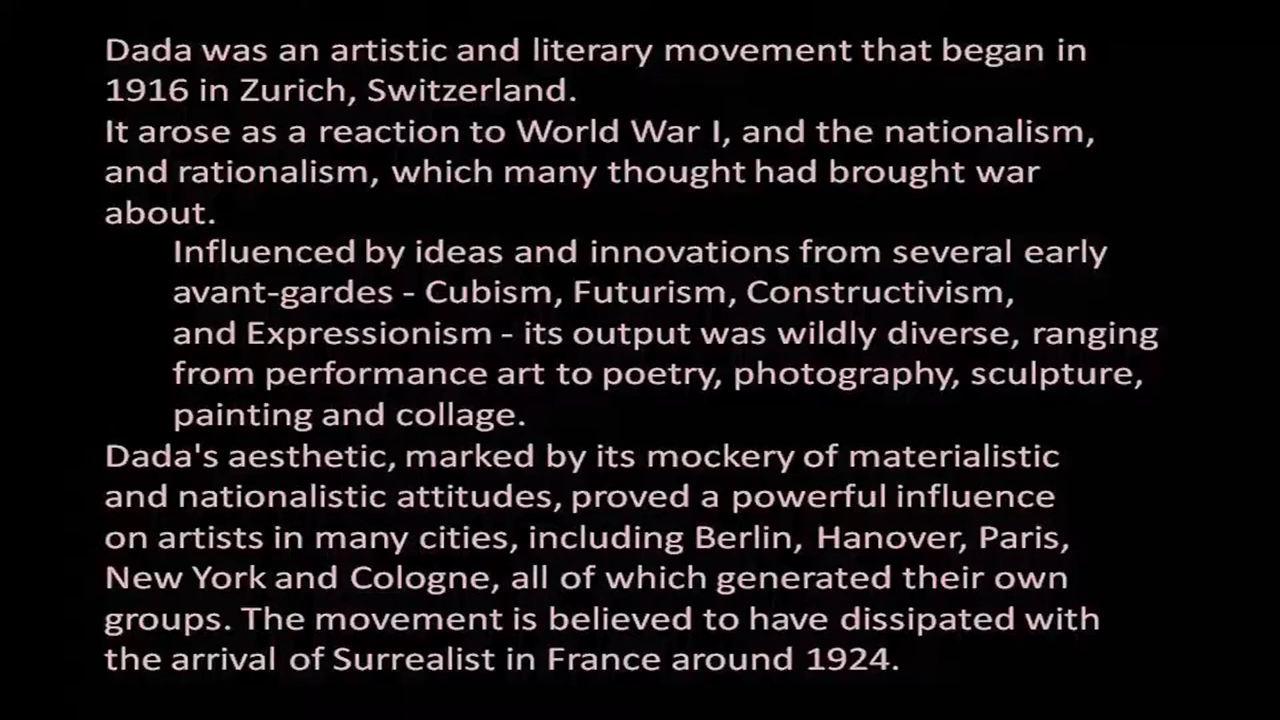 Dada was an artistic and literary movement that began in
1916 in Zurich, Switzerland.
It arose as a reaction to World War I, and the nationalism,
and rationalism, which many thought had brought war
about.
Influenced by ideas and innovations from several early
avant-gardes - Cubism, Futurism, Constructivism,
and Expressionism - its output was wildly diverse, ranging
from performance art to poetry, photography, sculpture,
painting and collage.
Dada's aesthetic, marked by its mockery of materialistic
and nationalistic attitudes, proved a powerful influence
on artists in many cities, including Berlin, Hanover, Paris,
New York and Cologne, all of which generated their own
groups. The movement is believed to have dissipated with
the arrival of Surrealist in France around 1924.